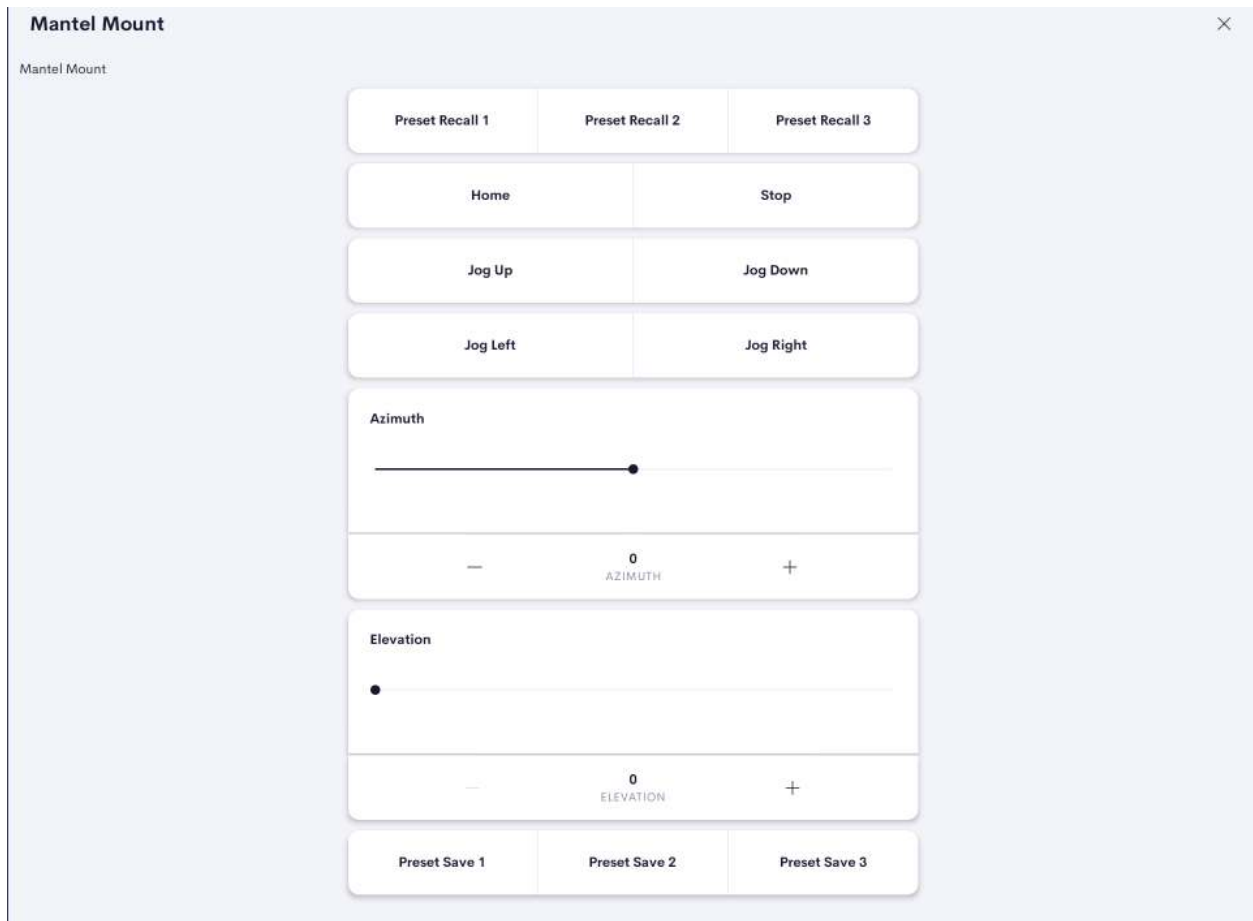 Mantel Mount
Mantel Mount
Preset Recall 1 Preset Recall 2 Preset Recall 3
Home Stop
Jog Up Jog Down
Jog Left Jog Right
Azimuth
0
AZIMUTH
Elevation
0
ELEVATION
Preset Save 1 Preset Save 2 Preset Save 3